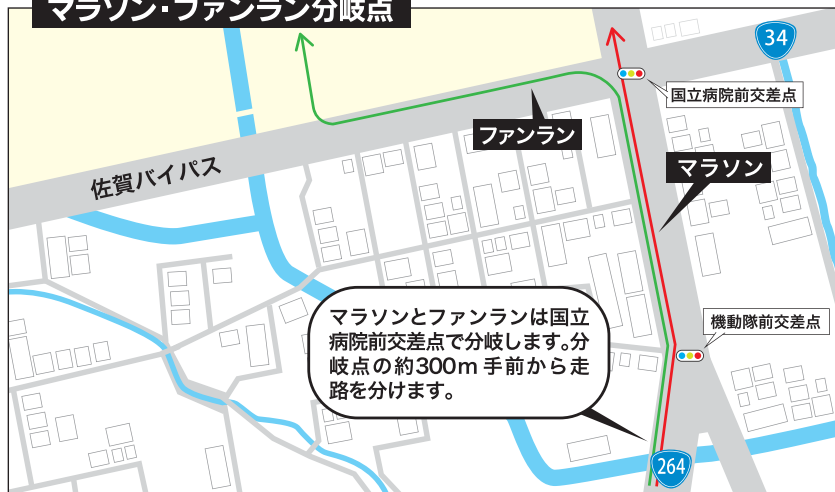 マラソン・ファンラン分岐点
34
国立病院前交差点
ファンラン
マラソン
佐賀バイパス
機動隊前交差点
マラソンとファンランは国立
病院前交差点で分岐します。分
岐点の約300m手前から走
路を分けます。
264